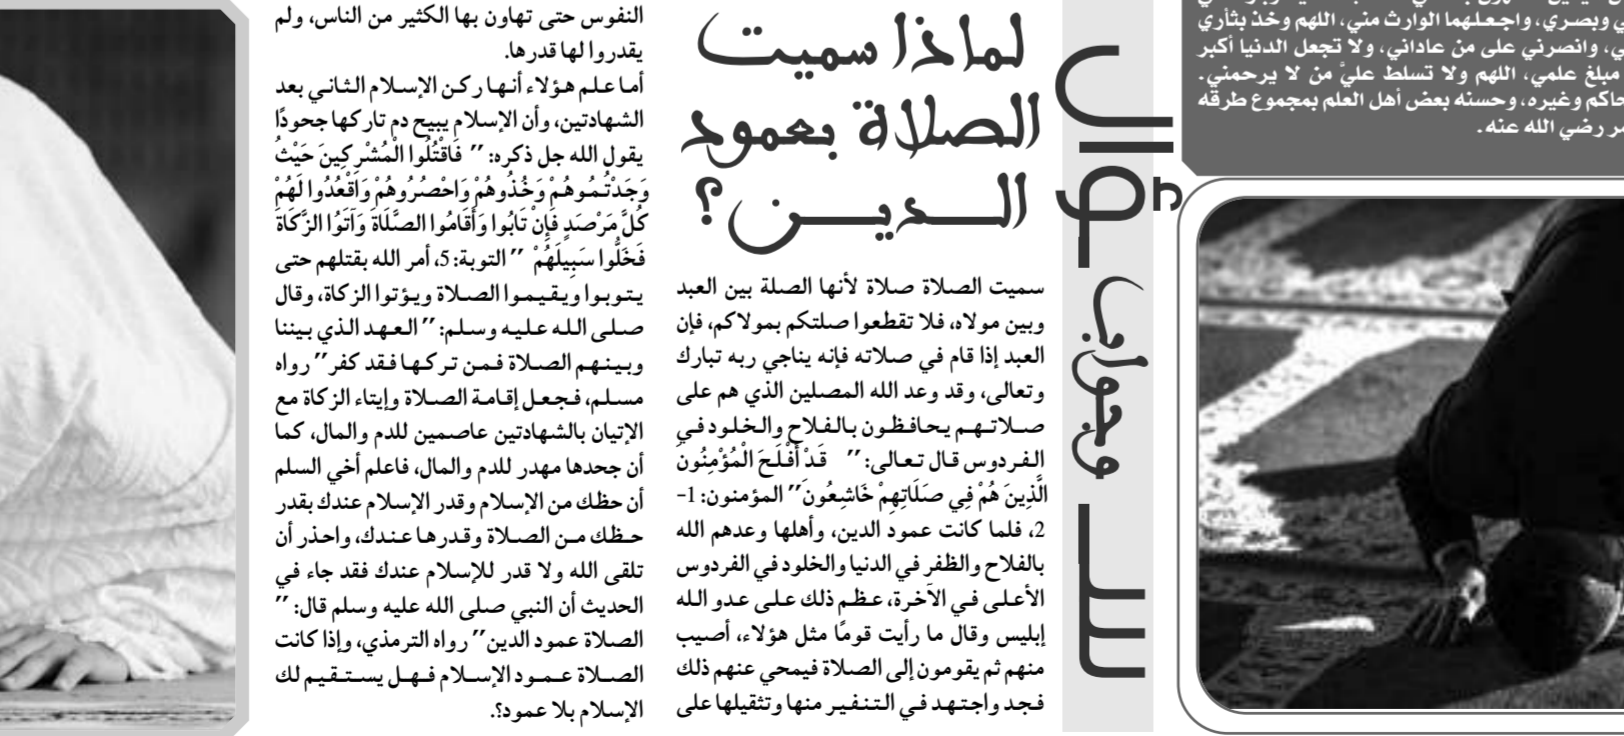 ي وبصري، واجعلهما الوارث مني، اللهم وخذ بثأري
ي، وانصرني على من عاداني، ولا تجعل الدنيا أكبر
مبلغ علمي، اللهم ولا تسلط عليَّ من لا يرحمني.
حاكم وغيره، وحسنه بعض أهل العلم بمجموع طرقه
مر رضي الله عنه.
سؤال وجواب
لماذا سميت
الصلاة بعمود
الـــدين؟
سميت الصلاة صلاة لأنها الصلة بين العبد
وبين مولاه، فلا تقطعوا صلتكم بمولاكم، فإن
العبد إذا قام في صلاته فإنه يناجي ربه تبارك
وتعالى، وقد وعد الله المصلين الذي هم على
صلاتهم يحافظون بالفلاح والخلود في
الفردوس قال تعالى: ” قَدْ أَفْلَحَ الْمُؤْمِنُونَ
الَّذِينَ هُمْ فِي صَلَاتِهِمْ خَاشِعُونَ” المؤمنون: 1-
2، فلما كانت عمود الدين، وأهلها وعدهم الله
بالفلاح والظفر في الدنيا والخلود في الفردوس
الأعلى في الآخرة، عظم ذلك على عدو الله
إبليس وقال ما رأيت قومًا مثل هؤلاء، أصيب
منهم ثم يقومون إلى الصلاة فيمحي عنهم ذلك
فجد واجتهد في التنفير منها وتثقيلها على
النفوس حتى تهاون بها الكثير من الناس، ولم
يقدروا لها قدرها.
أما علم هؤلاء أنها ركن الإسلام الثاني بعد
الشهادتين، وأن الإسلام يبيح دم تاركها جحودًا
يقول الله جل ذكره: ” فَاقْتُلُوا الْمُشْرِكِينَ حَيْثُ
وَجَدْتُمُوهُمْ وَخُذُوهُمْ وَاحْصُرُوهُمْ وَاقْعُدُوا لَهُمْ
كُلَّ مَرْصَدٍ فَإِنْ تَابُوا وَأَقَامُوا الصَّلَاةَ وَآتَوُا الزَّكَاةَ
فَخَلُّوا سَبِيلَهُمْ ” التوبة: 5، أمر الله بقتلهم حتى
يتوبوا ويقيموا الصلاة ويؤتوا الزكاة، وقال
صلى الله عليه وسلم: ” العهد الذي بيننا
وبينهم الصلاة فمن تركها فقد كفر” رواه
مسلم، فجعل إقامة الصلاة وإيتاء الزكاة مع
الإتيان بالشهادتين عاصمين للدم والمال، كما
أن جحدها مهدر للدم والمال، فاعلم أخي السلم
أن حظك من الإسلام وقدر الإسلام عندك بقدر
حظك من الصلاة وقدرها عندك، واحذر أن
تلقى الله ولا قدر للإسلام عندك فقد جاء في
الحديث أن النبي صلى الله عليه وسلم قال: ”
الصلاة عمود الدين” رواه الترمذي، وإذا كانت
الصلاة عمود الإسلام فهل يستقيم لك
الإسلام بلا عمود؟.